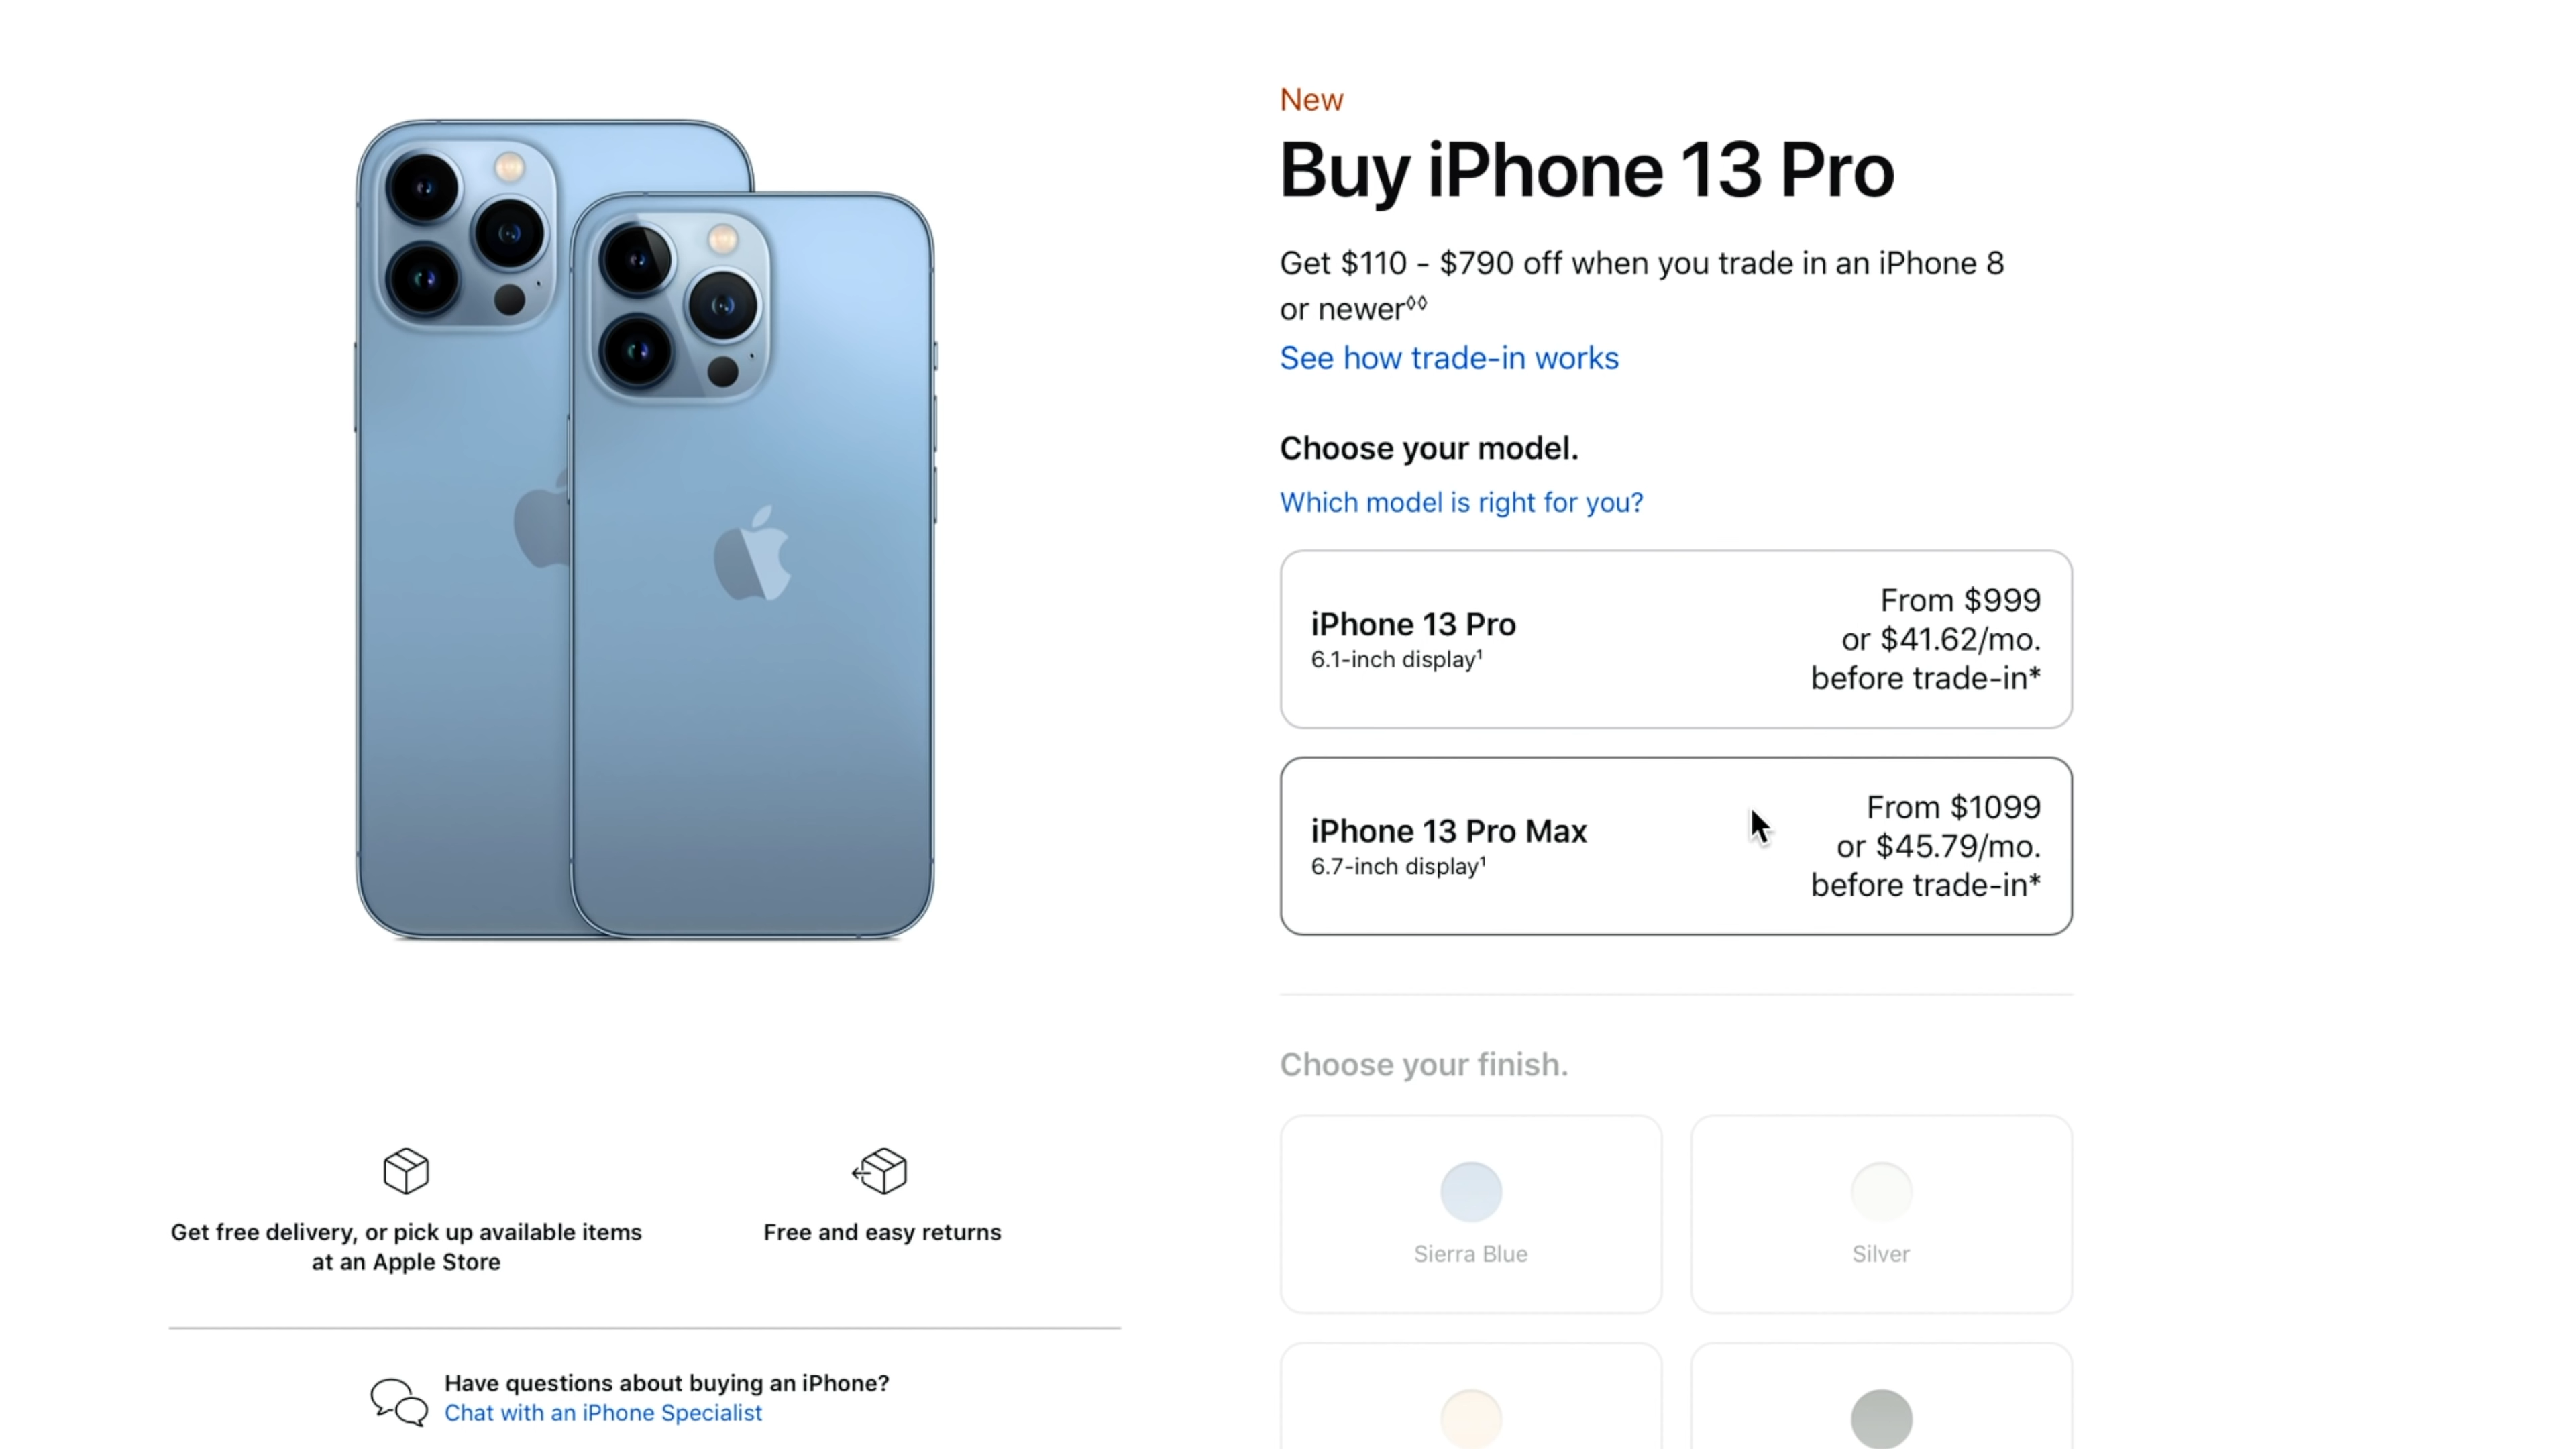 New
Buy iPhone 13 Pro
Get $110 - $790 off when you trade in an iPhone 8
or newer◊◊
See how trade-in works
Choose your model.
Which model is right for you?
iPhone 13 Pro
6.1-inch display¹
From $999
or $41.62/mo.
before trade-in*
iPhone 13 Pro Max
6.7-inch display¹
From $1099
or $45.79/mo.
before trade-in*
Choose your finish.
Sierra Blue
Silver
Get free delivery, or pick up available items
at an Apple Store
Free and easy returns
Have questions about buying an iPhone?
Chat with an iPhone Specialist